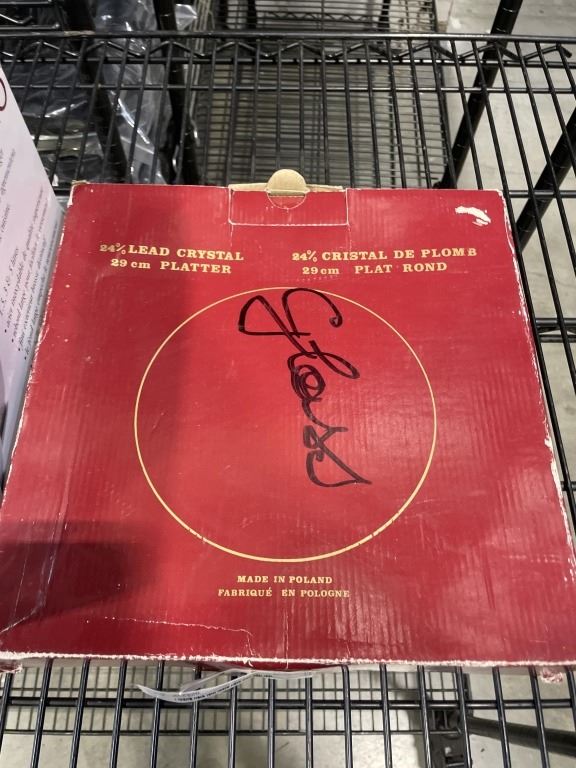 24% LEAD CRYSTAL
29 cm PLATTER
24% CRISTAL DE PLOMB
29 cm PLAT ROND
Glass
MADE IN POLAND
FABRIQUÉ EN POLOGNE